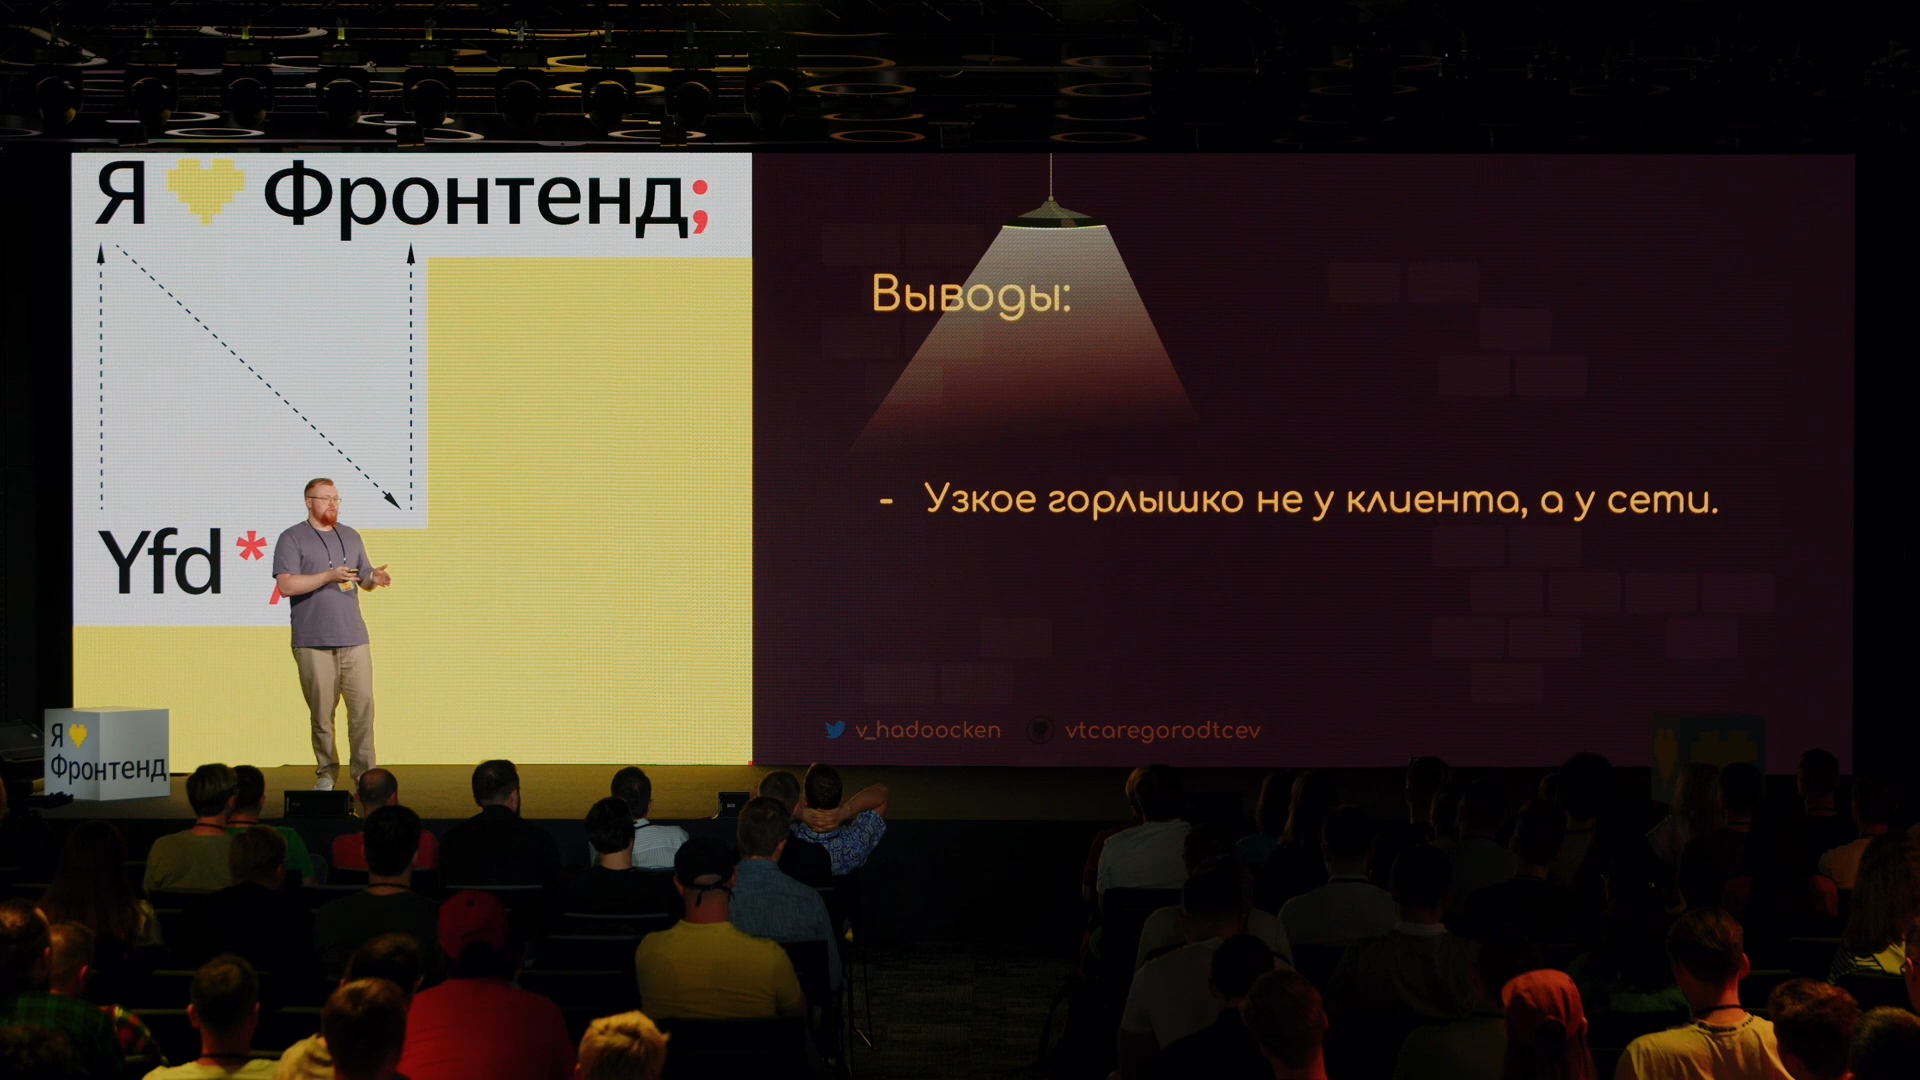 Я Фронтенд;
Yfd*
Выводы:
- Узкое горлышко не у клиента, а у сети.
v_hadoocken vtcaregorodtcev
Я
Фронтенд